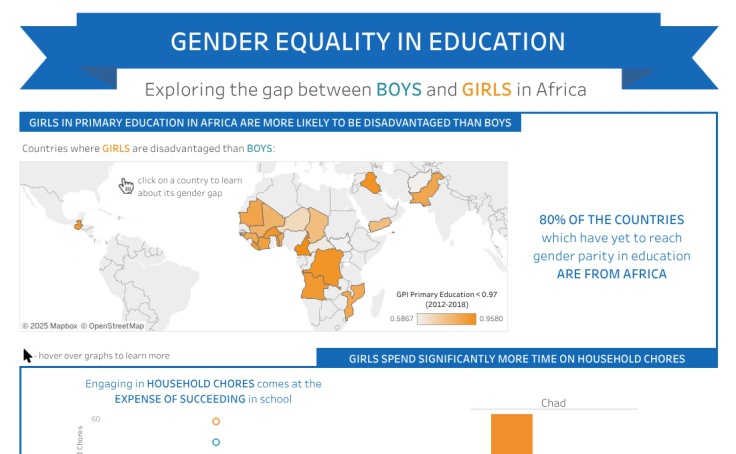 GENDER EQUALITY IN EDUCATION
Exploring the gap between BOYS and GIRLS in Africa
GIRLS IN PRIMARY EDUCATION IN AFRICA ARE MORE LIKELY TO BE DISADVANTAGED THAN BOYS
Countries where GIRLS are disadvantaged than BOYS:
click on a country to learn
about its gender gap
80% OF THE COUNTRIES
which have yet to reach
gender parity in education
ARE FROM AFRICA
GPI Primary Education < 0.97
(2012-2018)
0.5867 0.9580
© 2025 Mapbox © OpenStreetMap
- hover over graphs to learn more
GIRLS SPEND SIGNIFICANTLY MORE TIME ON HOUSEHOLD CHORES
Engaging in HOUSEHOLD CHORES comes at the
EXPENSE OF SUCCEEDING in school
Chad
60
d Chores